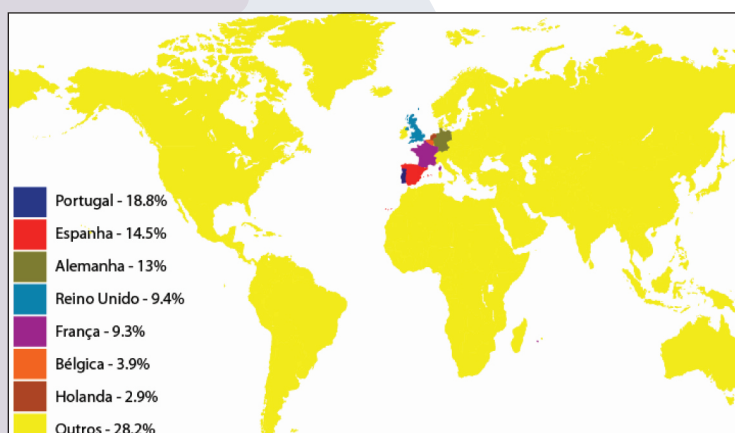 Portugal - 18.8%
Espanha - 14.5%
Alemanha - 13%
Reino Unido - 9.4%
França - 9.3%
Bélgica - 3.9%
Holanda - 2.9%
Outros - 28.2%